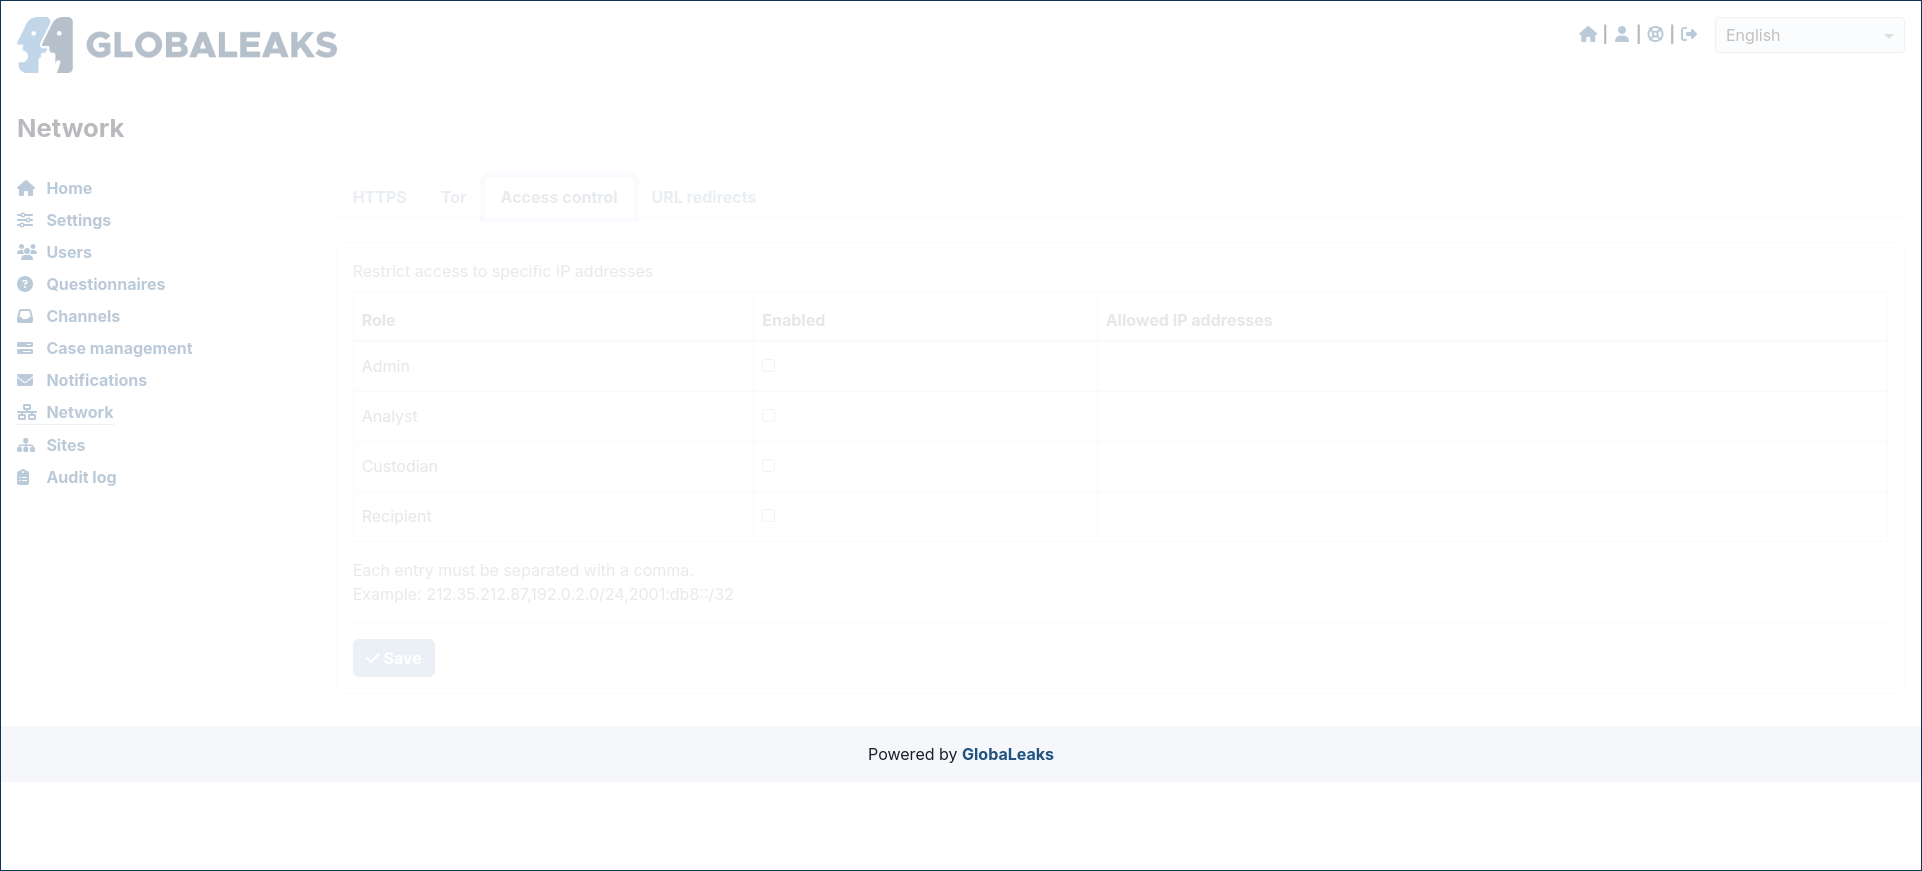 GLOBALEAKS
English
Network
Home
Settings
Users
Questionnaires
Channels
Case management
Notifications
Network
Sites
Audit log
HTTPS Tor Access control URL redirects
Restrict access to specific IP addresses
Role Enabled Allowed IP addresses
Admin
Analyst
Custodian
Recipient
Each entry must be separated with a comma.
Example: 212.35.212.87,192.0.2.0/24,2001:db8::/32
Save
Powered by GlobaLeaks